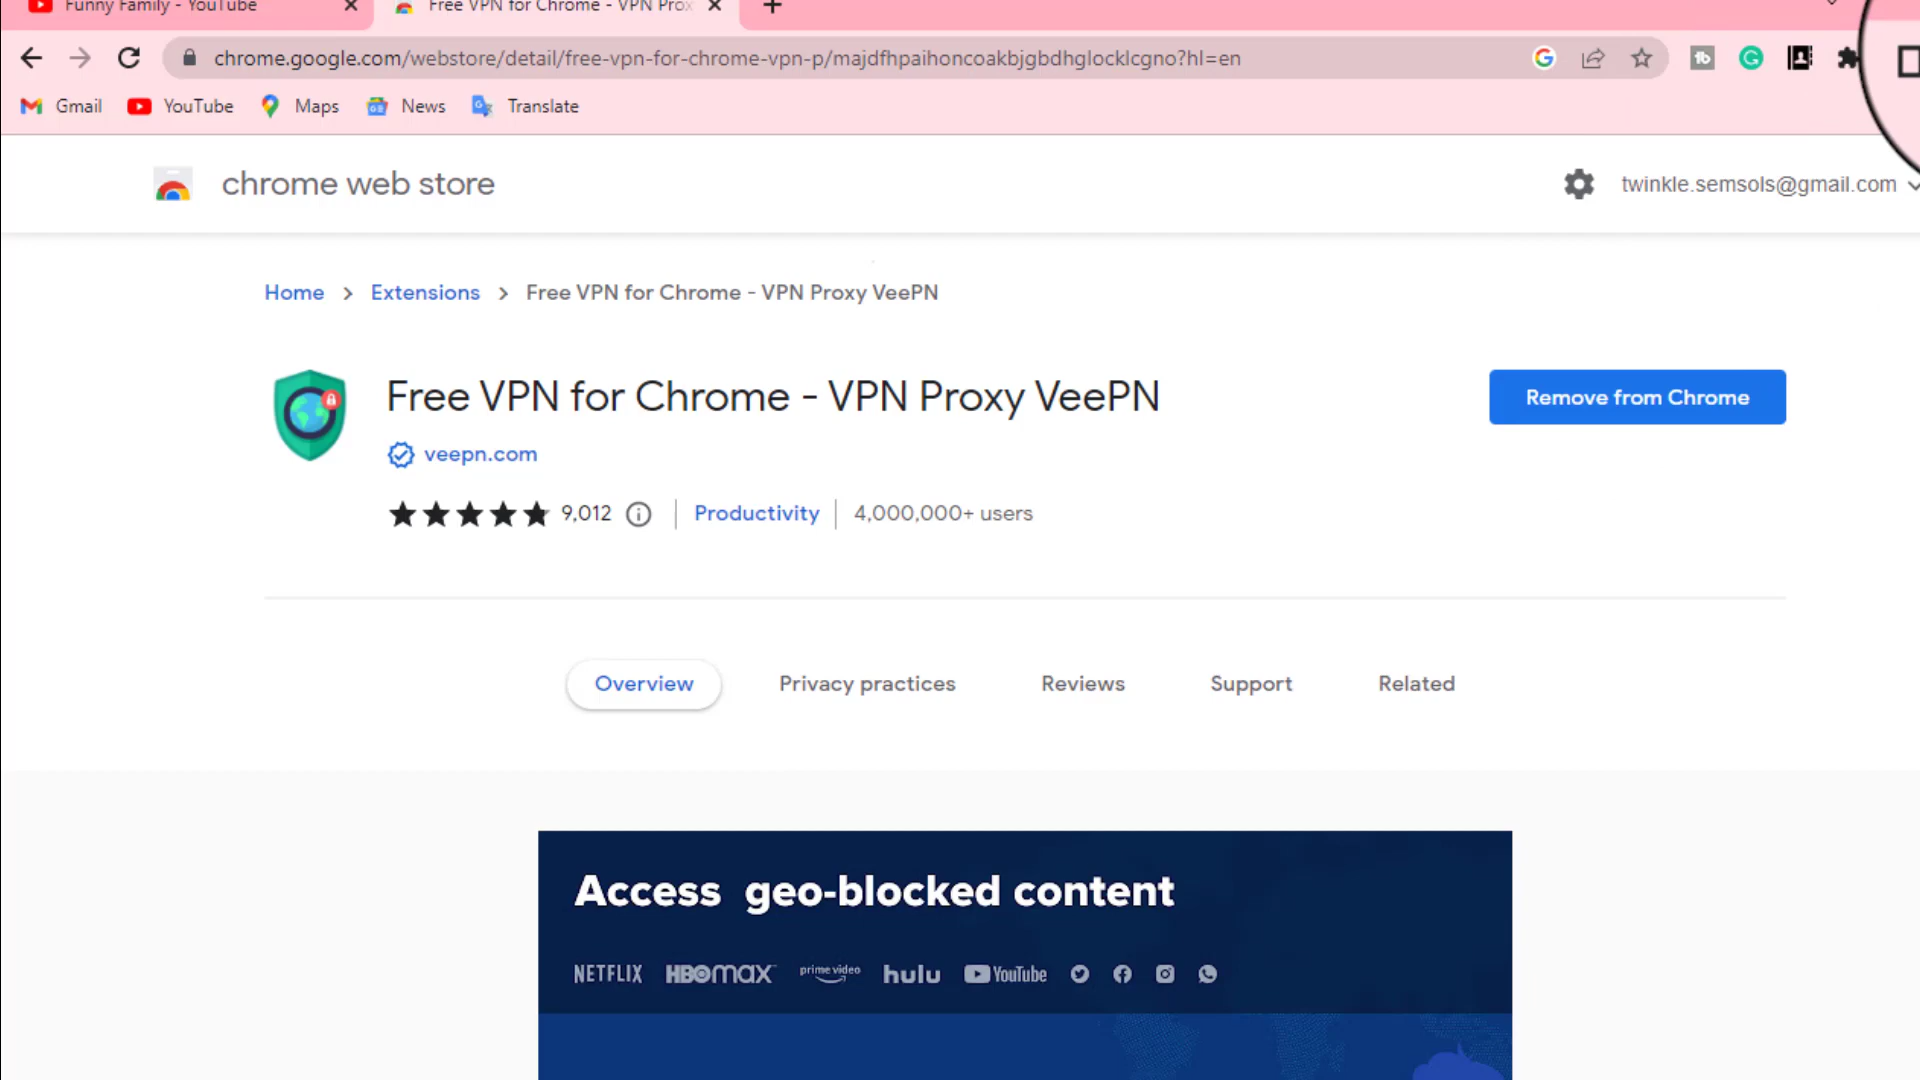 Funny Family - YouTube
Free VPN for Chrome - VPN Prox
chrome.google.com/webstore/detail/free-vpn-for-chrome-vpn-p/majdfhpaihoncoakbjgbdhglocklcgno?hl=en
Gmail YouTube Maps News Translate
chrome web store
twinkle.semsols@gmail.com
Home > Extensions > Free VPN for Chrome - VPN Proxy VeePN
Free VPN for Chrome - VPN Proxy VeePN
Remove from Chrome
veepn.com
9,012 Productivity 4,000,000+ users
Overview Privacy practices Reviews Support Related
Access geo-blocked content
NETFLIX HBOMAX prime video hulu YouTube